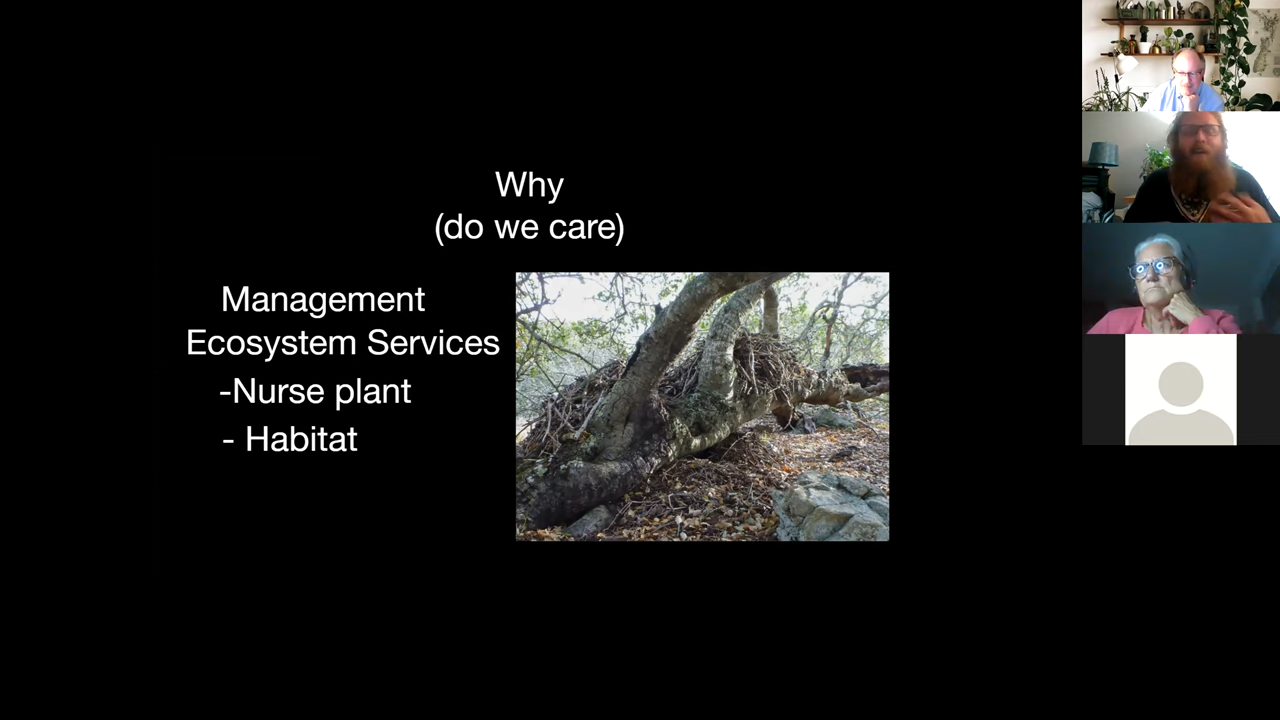 Why
(do we care)
Management
Ecosystem Services
-Nurse plant
- Habitat